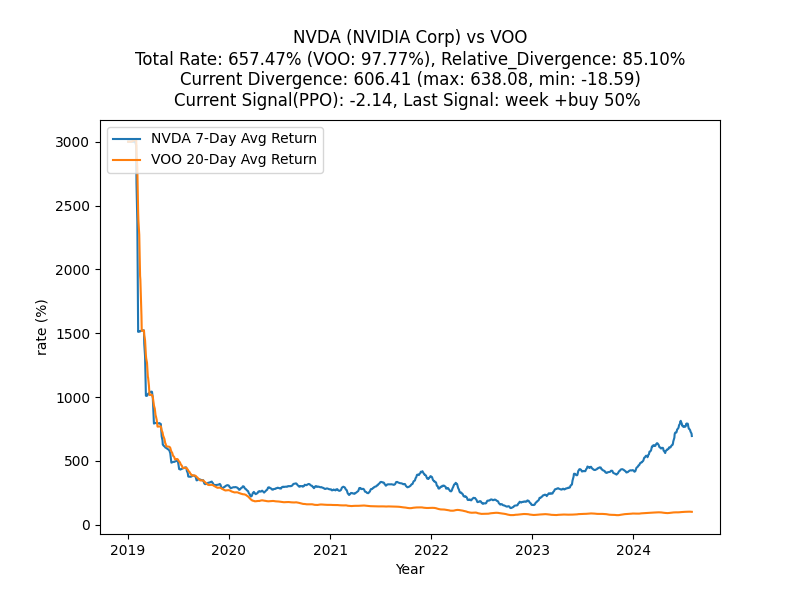 NVDA (NVIDIA Corp) vs VOO
Total Rate: 657.47% (VOO: 97.77%), Relative_Divergence: 85.10%
Current Divergence: 606.41 (max: 638.08, min: -18.59)
Current Signal(PPO): -2.14, Last Signal: week +buy 50%
NVDA 7-Day Avg Return
VOO 20-Day Avg Return
rate (%)
3000
2500
2000
1500
1000
500
0
2019 2020 2021 2022 2023 2024
Year